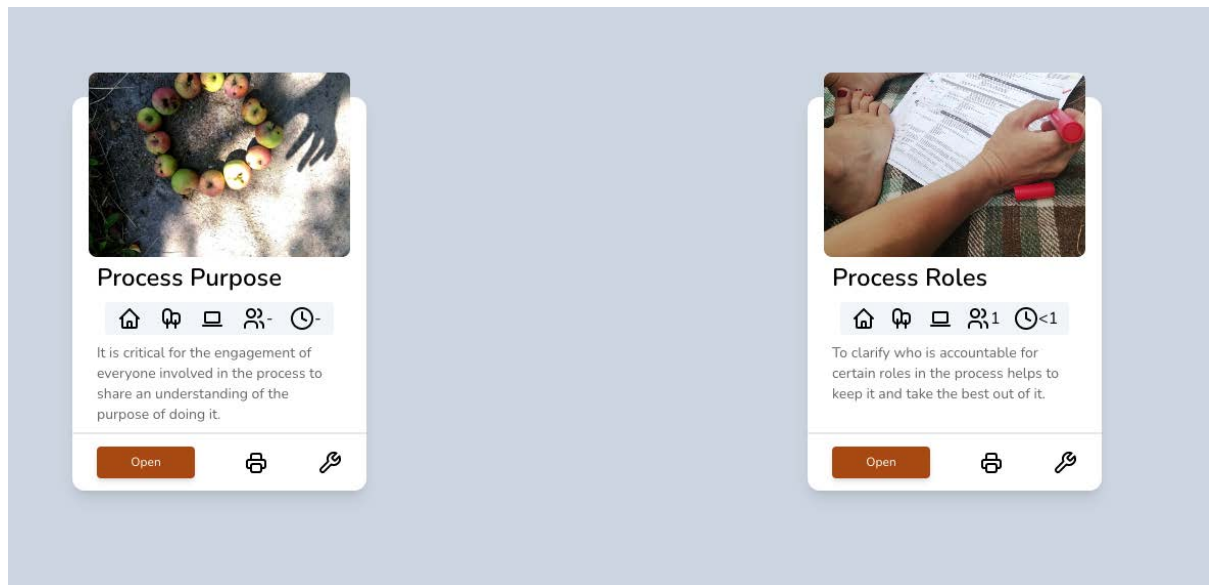 Process Purpose
- -
It is critical for the engagement of
everyone involved in the process to
share an understanding of the
purpose of doing it.
Open
Process Roles
1 <1
To clarify who is accountable for
certain roles in the process helps to
keep it and take the best out of it.
Open